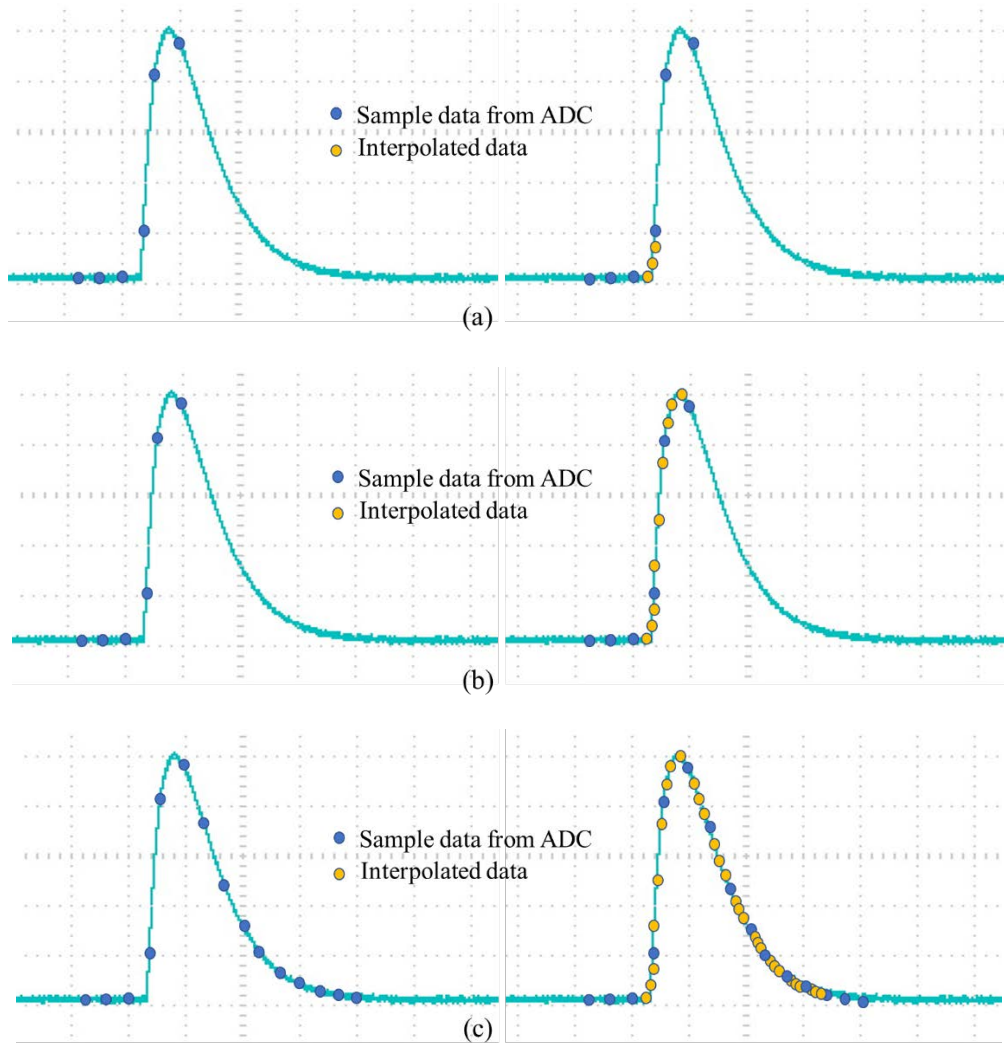 Sample data from ADC
Interpolated data
(a)
Sample data from ADC
Interpolated data
(b)
Sample data from ADC
Interpolated data
(c)